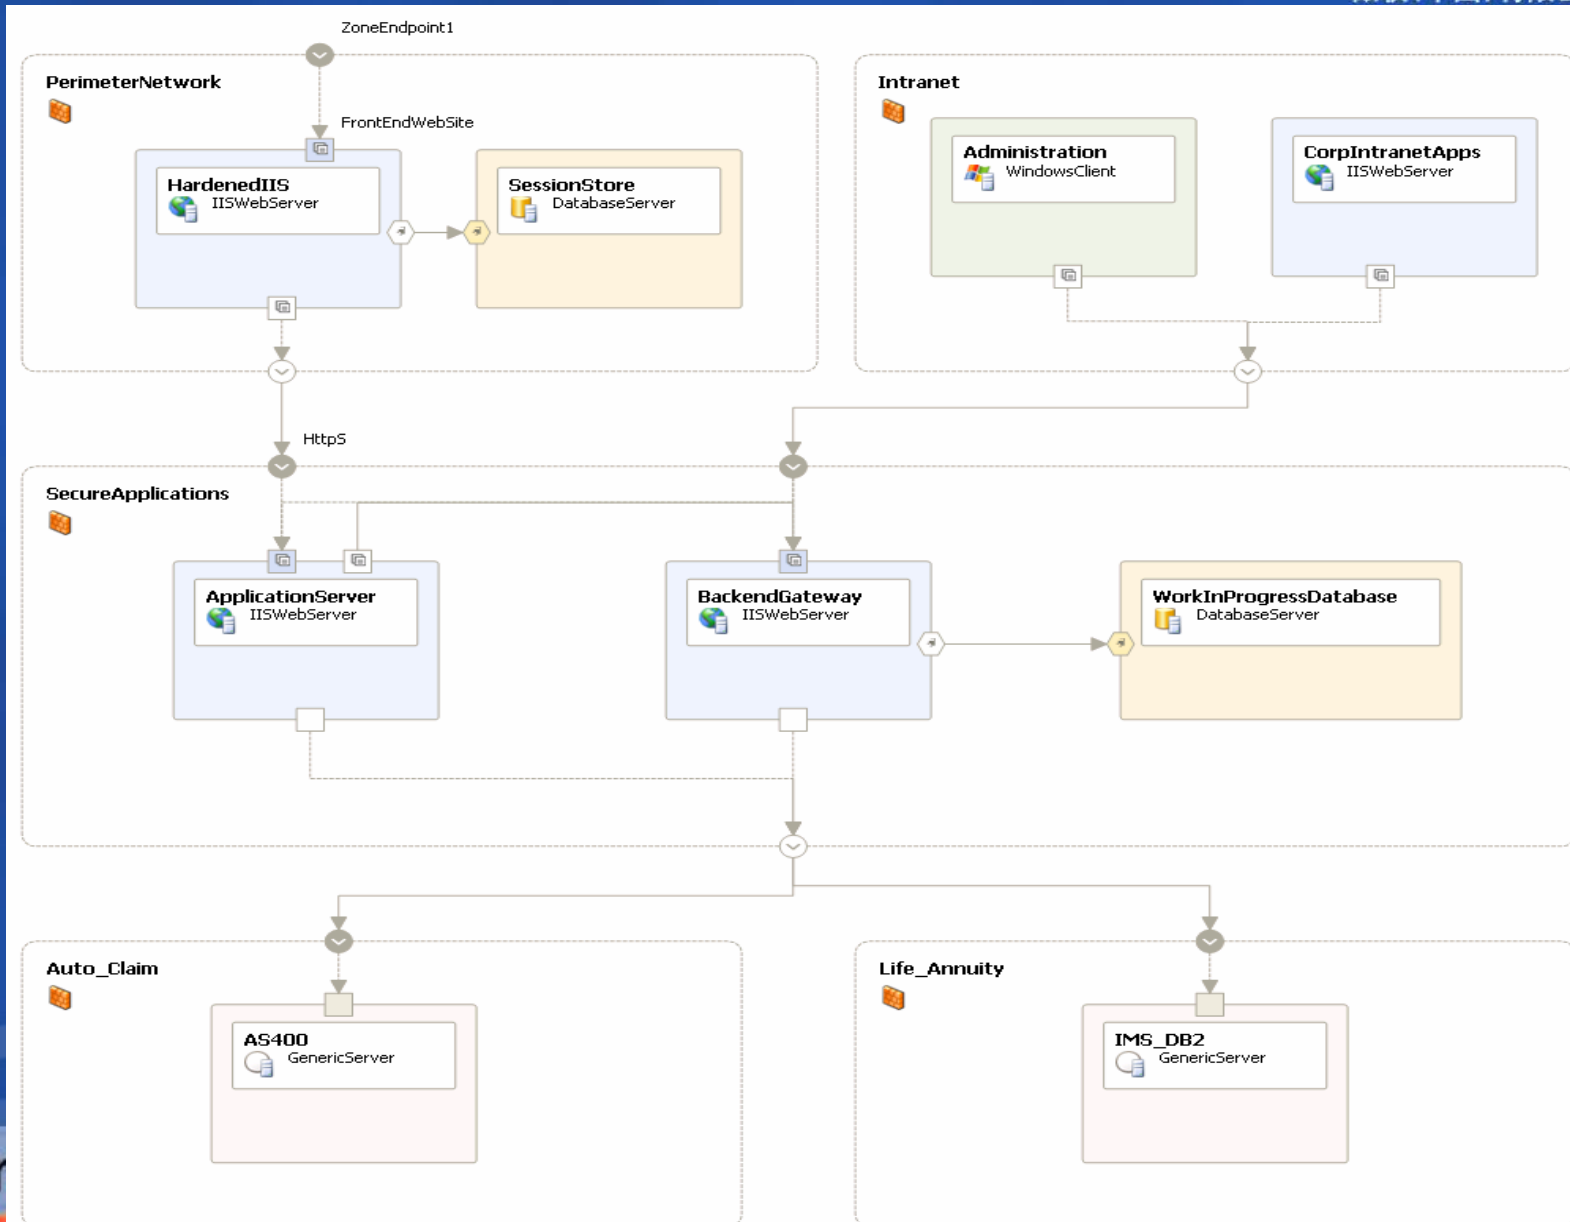 ZoneEndpoint1
PerimeterNetwork
Intranet
FrontEndWebSite
HardenedIIS
IISWebServer
SessionStore
DatabaseServer
Administration
WindowsClient
CorpIntranetApps
IISWebServer
HttpS
SecureApplications
ApplicationServer
IISWebServer
BackendGateway
IISWebServer
WorkInProgressDatabase
DatabaseServer
Auto_Claim
Life_Annuity
AS400
GenericServer
IMS_DB2
GenericServer